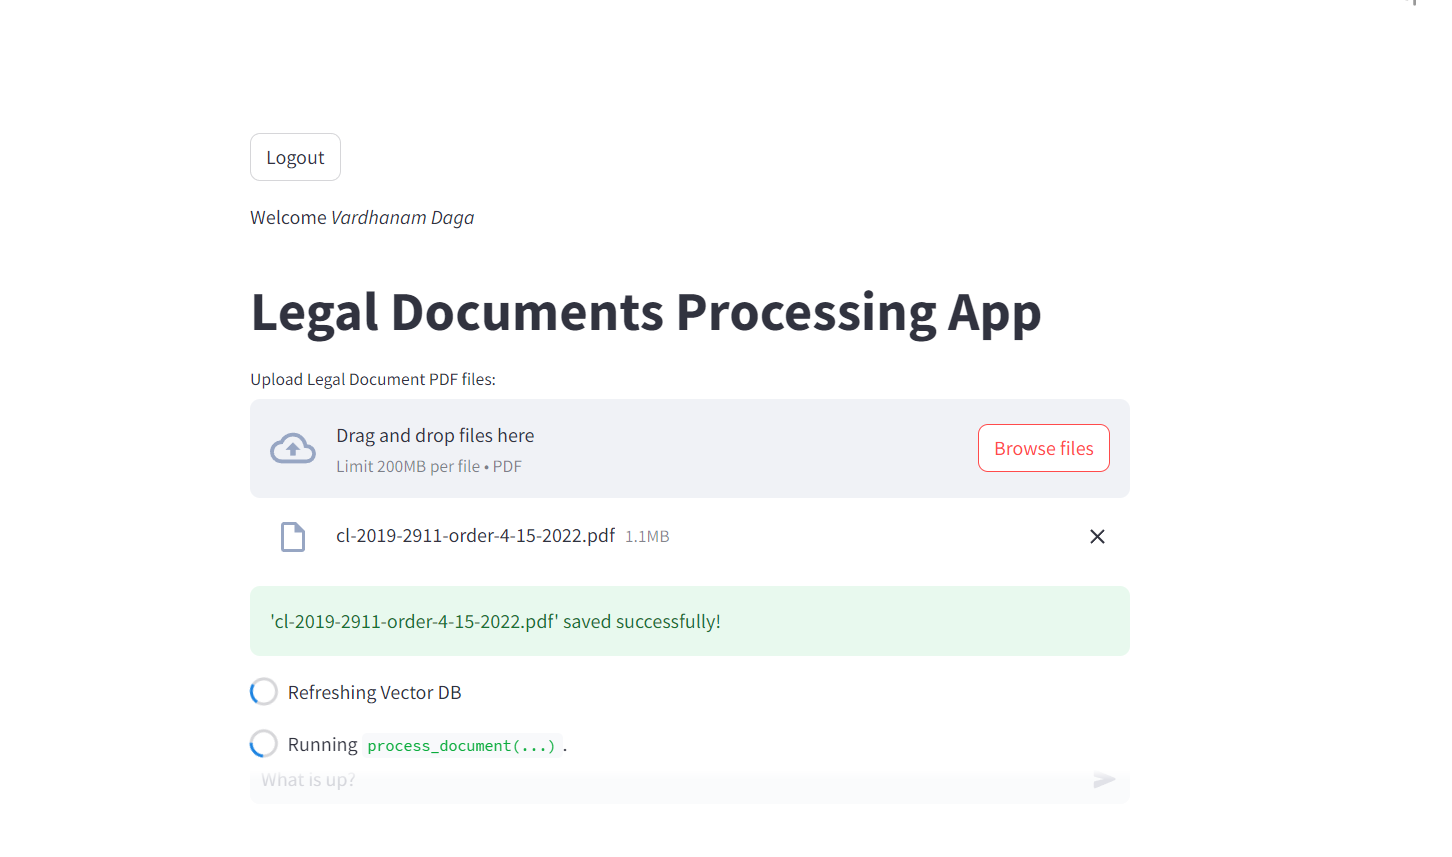 Logout
Welcome Vardhanam Daga
Legal Documents Processing App
Upload Legal Document PDF files:
Drag and drop files here
Limit 200MB per file • PDF
Browse files
cl-2019-2911-order-4-15-2022.pdf 1.1MB
'cl-2019-2911-order-4-15-2022.pdf' saved successfully!
Refreshing Vector DB
Running process_document(...) .
What is up?